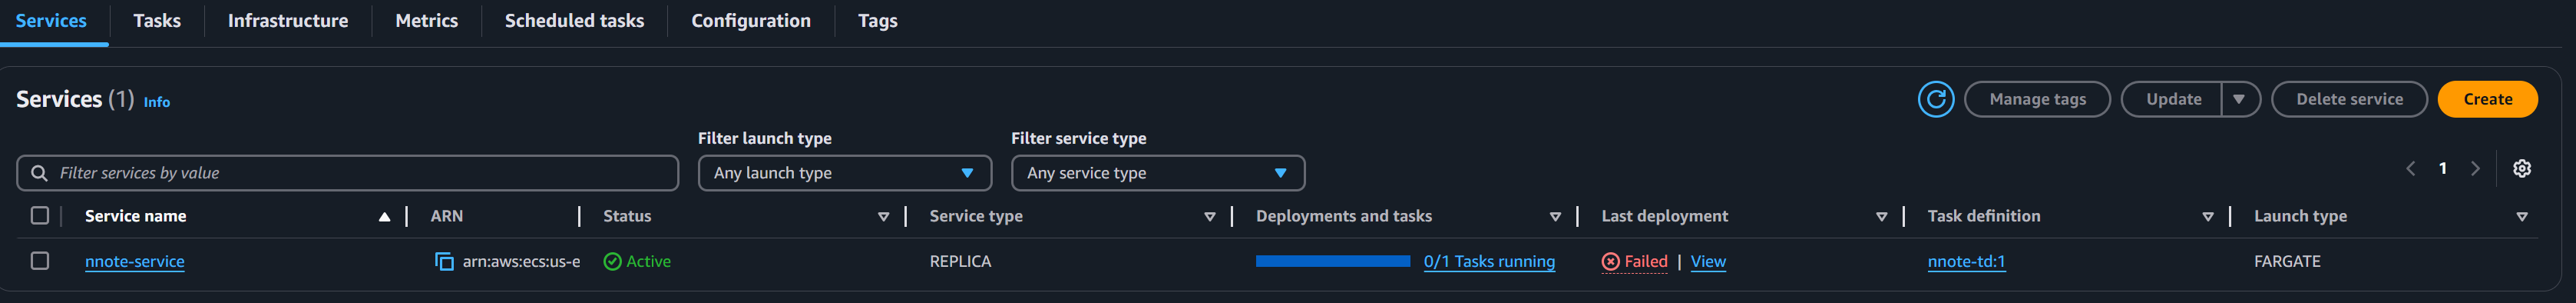 Services Tasks Infrastructure Metrics Scheduled tasks Configuration Tags
Services (1) Info Manage tags Update Delete service Create
Filter launch type Filter service type
Filter services by value Any launch type Any service type 1
Service name ARN Status Service type Deployments and tasks Last deployment Task definition Launch type
nnote-service arn:aws:ecs:us-e Active REPLICA 0/1 Tasks running Failed | View nnote-td:1 FARGATE